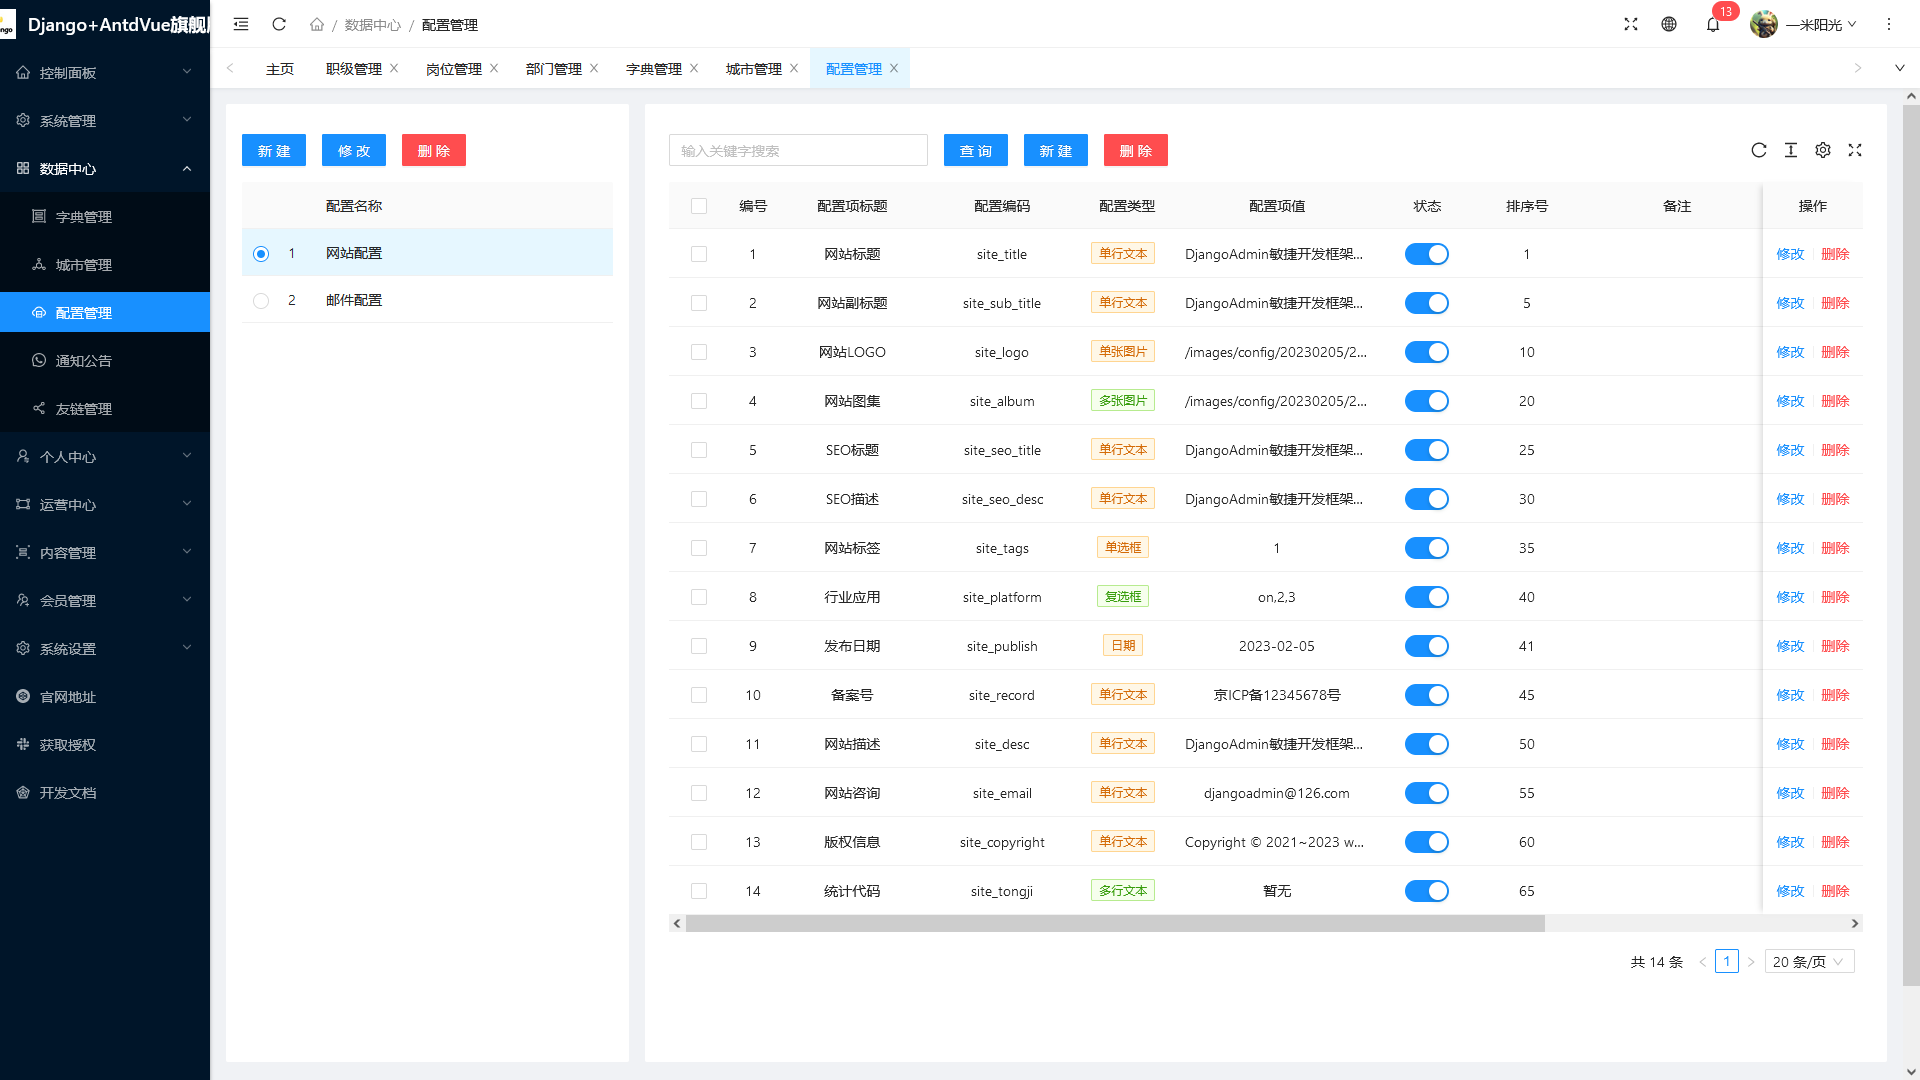 Django+AntdVue旗舰
控制面板
系统管理
数据中心
字典管理
城市管理
配置管理
通知公告
友链管理
个人中心
运营中心
内容管理
会员管理
系统设置
官网地址
获取授权
开发文档
/ 数据中心 / 配置管理
13
一米阳光
主页 职级管理 岗位管理 部门管理 字典管理 城市管理 配置管理
新 建 修 改 删 除
配置名称
1 网站配置
2 邮件配置
输入关键字搜索 查 询 新 建 删 除
编号 配置项标题 配置编码 配置类型 配置项值 状态 排序号 备注 操作
1 网站标题 site_title 单行文本 DjangoAdmin敏捷开发框架... 1 修改 删除
2 网站副标题 site_sub_title 单行文本 DjangoAdmin敏捷开发框架... 5 修改 删除
3 网站LOGO site_logo 单张图片 /images/config/20230205/2... 10 修改 删除
4 网站图集 site_album 多张图片 /images/config/20230205/2... 20 修改 删除
5 SEO标题 site_seo_title 单行文本 DjangoAdmin敏捷开发框架... 25 修改 删除
6 SEO描述 site_seo_desc 单行文本 DjangoAdmin敏捷开发框架... 30 修改 删除
7 网站标签 site_tags 单选框 1 35 修改 删除
8 行业应用 site_platform 复选框 on,2,3 40 修改 删除
9 发布日期 site_publish 日期 2023-02-05 41 修改 删除
10 备案号 site_record 单行文本 京ICP备12345678号 45 修改 删除
11 网站描述 site_desc 单行文本 DjangoAdmin敏捷开发框架... 50 修改 删除
12 网站咨询 site_email 单行文本 djangoadmin@126.com 55 修改 删除
13 版权信息 site_copyright 单行文本 Copyright © 2021~2023 w... 60 修改 删除
14 统计代码 site_tongji 多行文本 暂无 65 修改 删除
共 14 条 1 20 条/页